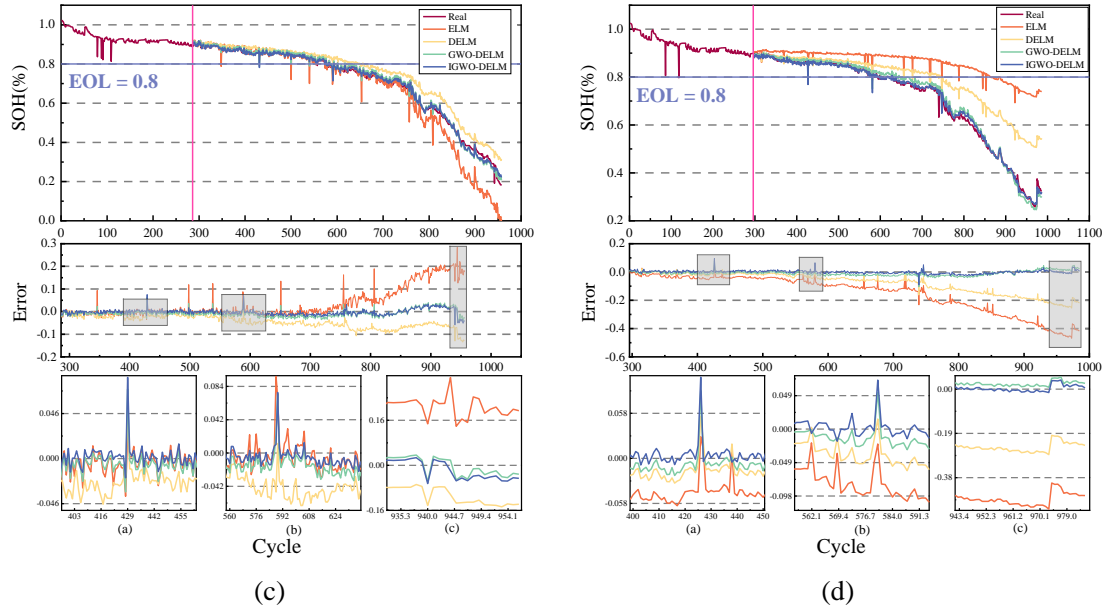 (c)
(d)
1.0
0.8
0.6
0.4
0.2
0.0
SOH(%)
EOL = 0.8
Real
ELM
DELM
GWO-DELM
IGWO-DELM
0 100 200 300 400 500 600 700 800 900 1000
1.0
0.8
0.6
0.4
0.2
SOH(%)
EOL = 0.8
Real
ELM
DELM
GWO-DELM
IGWO-DELM
0 100 200 300 400 500 600 700 800 900 1000 1100
0.3
0.2
0.1
0.0
-0.1
-0.2
Error
300 400 500 600 700 800 900 1000
0.2
0.0
-0.2
-0.4
-0.6
Error
300 400 500 600 700 800 900 1000 1100
0.046
0.000
-0.046
403 416 429 442 455
(a)
0.084
0.042
0.000
-0.042
560 576 592 608 624
(b)
0.16
0.00
-0.16
935.3 940.0 944.7 949.4 954.1
(c)
Cycle
0.058
0.000
-0.058
400 410 420 430 440 450
(a)
0.049
0.000
-0.049
-0.098
562.1 569.4 576.7 584.0 591.3
(b)
0.00
-0.19
-0.38
943.4 952.3 961.2 970.1 979.0
(c)
Cycle
(c)
(d)